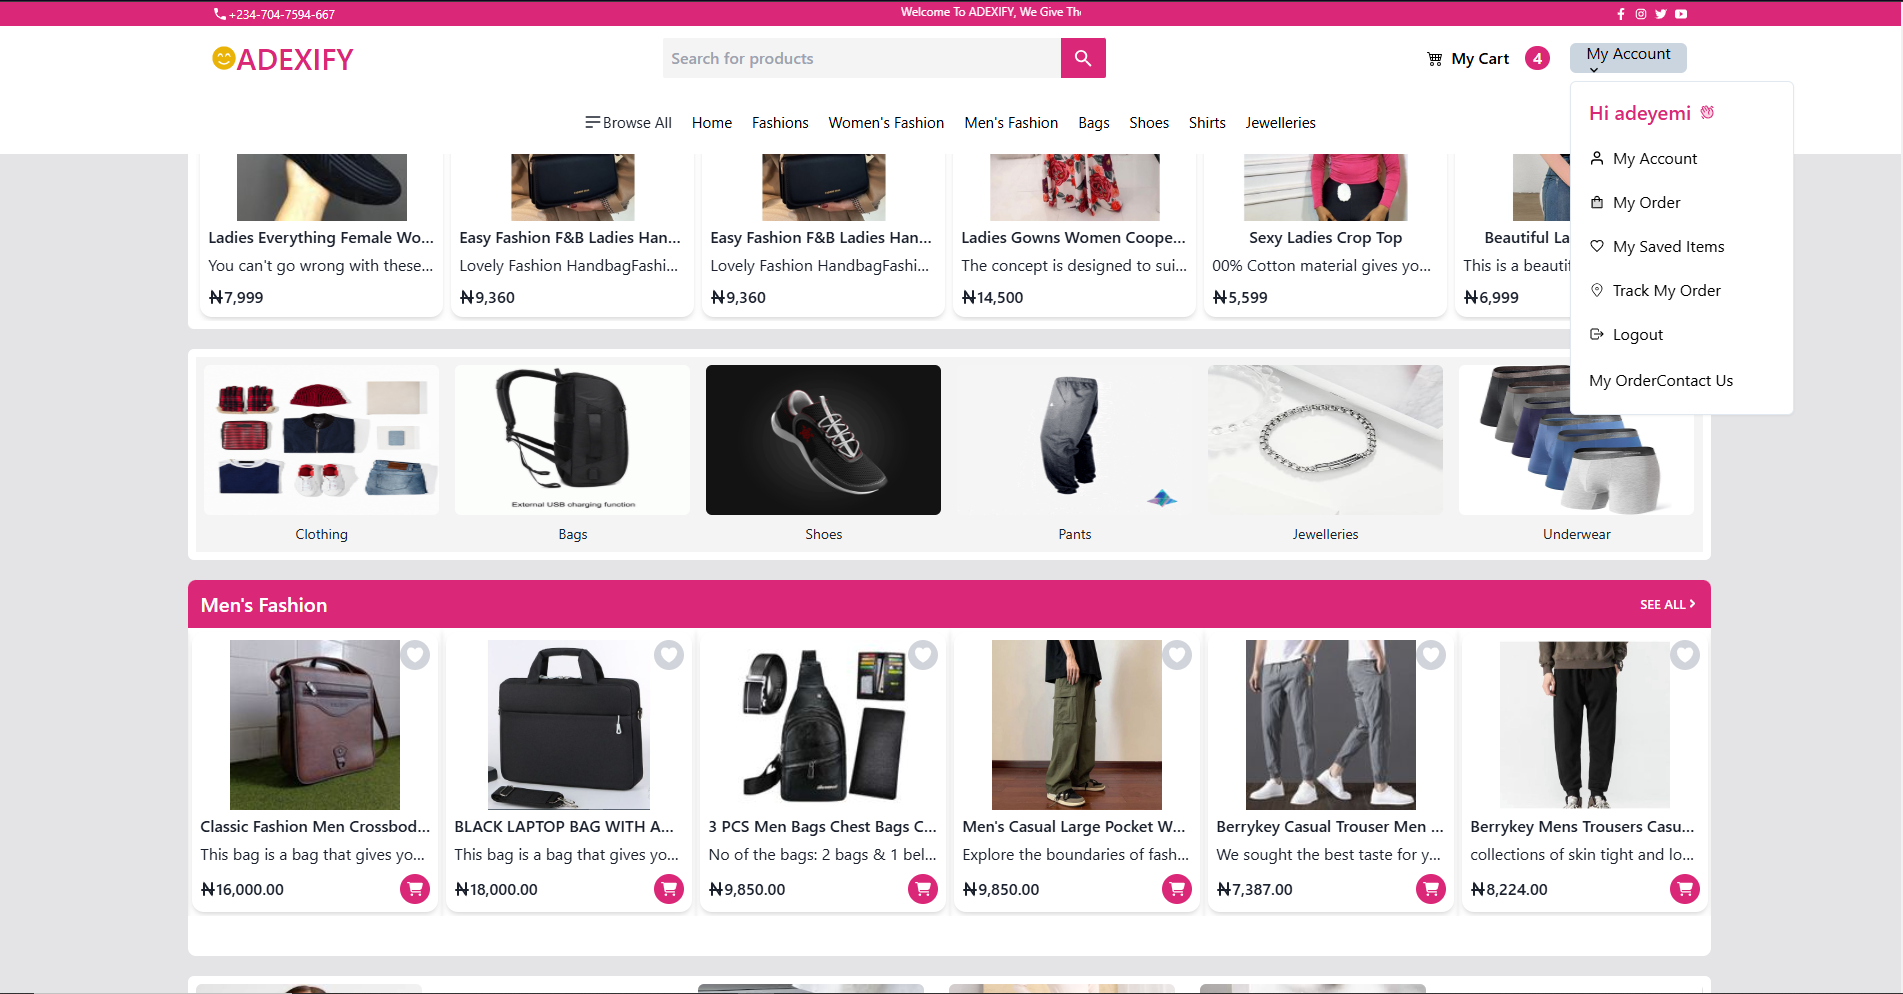 +234-704-7594-667
Welcome To ADEXIFY, We Give The
ADEXIFY
Search for products
My Cart
4
My Account
Browse All
Home
Fashions
Women's Fashion
Men's Fashion
Bags
Shoes
Shirts
Jewelleries
Hi adeyemi
My Account
My Order
My Saved Items
Track My Order
Logout
My OrderContact Us
Ladies Everything Female Wo...
You can't go wrong with these...
₦7,999
Easy Fashion F&B Ladies Han...
Lovely Fashion HandbagFashi...
₦9,360
Easy Fashion F&B Ladies Han...
Lovely Fashion HandbagFashi...
₦9,360
Ladies Gowns Women Coope...
The concept is designed to sui...
₦14,500
Sexy Ladies Crop Top
00% Cotton material gives yo...
₦5,599
Beautiful La
This is a beautif
₦6,999
External USB charging function
Clothing
Bags
Shoes
Pants
Jewelleries
Underwear
Men's Fashion
SEE ALL
Classic Fashion Men Crossbod...
This bag is a bag that gives yo...
₦16,000.00
BLACK LAPTOP BAG WITH A...
This bag is a bag that gives yo...
₦18,000.00
3 PCS Men Bags Chest Bags C...
No of the bags: 2 bags & 1 bel...
₦9,850.00
Men's Casual Large Pocket W...
Explore the boundaries of fash...
₦9,850.00
Berrykey Casual Trouser Men ...
We sought the best taste for y...
₦7,387.00
Berrykey Mens Trousers Casu...
collections of skin tight and lo...
₦8,224.00